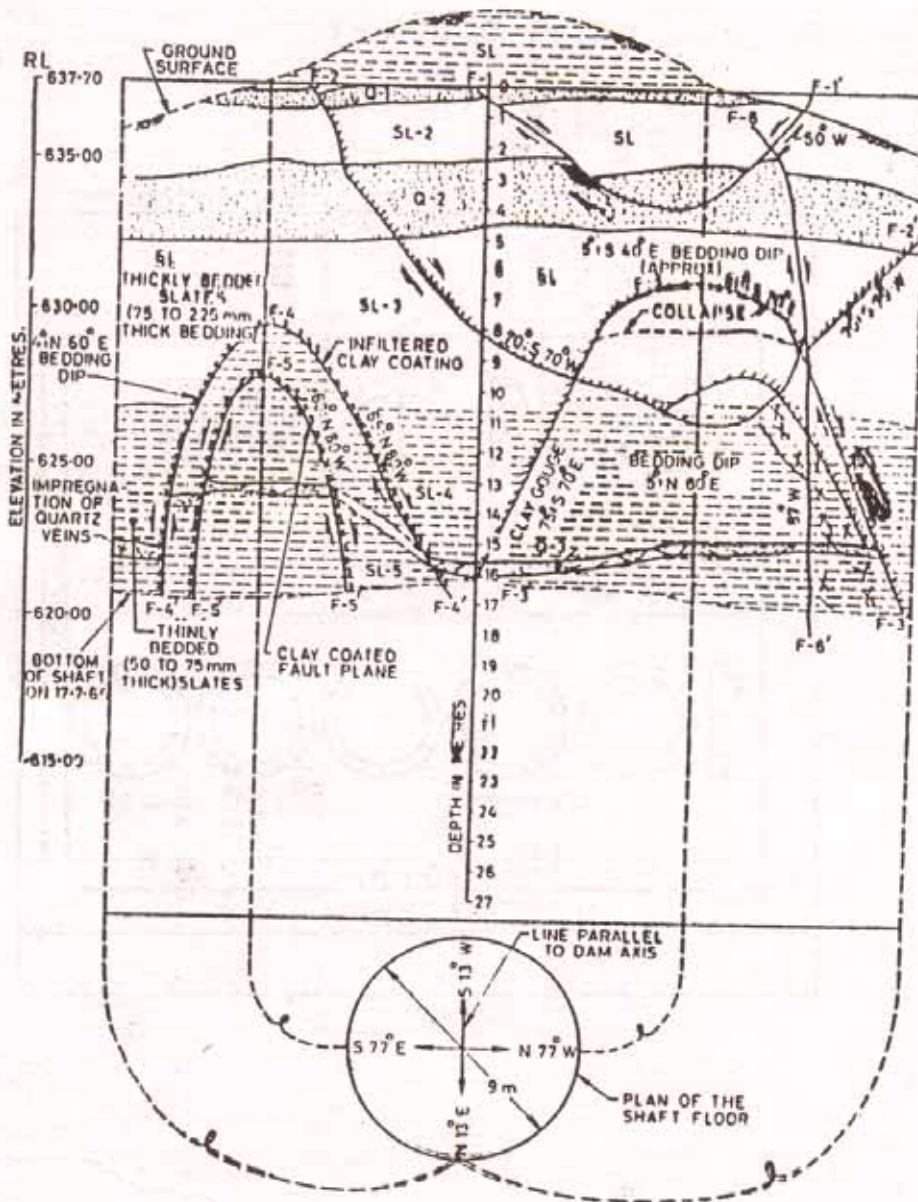 SL
GROUND
SURFACE
RL
637·70
F-2
F-1
0
F-1'
Q-1
F-6
SL-2
SL
50° W
1
635·00
2
3
Q-2
4
F-2
5
SL
THICKLY BEDDED
SLATES
(75 TO 225 mm
THICK BEDDING)
5° S 40° E BEDDING DIP
(APPROX)
6
SL
630·00
F-4
SL-3
7
COLLAPSE
8
70° S 70° W
N 60° E
BEDDING
DIP
INFILTERED
CLAY COATING
F-5
9
10
11
BEDDING DIP
5° N 60° E
12
625·00
IMPREGNATION
OF
QUARTZ
VEINS
SL-4
CLAY GOUGE
75° S 70° E
13
14
87° W
15
Q-3
SL-5
16
F-4'
F-5'
F-5'
F-4'
F-3'
17
F-3
620·00
F-6'
THINLY
BEDDED
(50 TO 75 mm
THICK) SLATES
CLAY COATED
FAULT PLANE
18
BOTTOM
OF SHAFT
19
20
21
22
615·00
23
24
25
26
27
ELEVATION IN METRES.
DEPTH IN METRES
LINE PARALLEL
TO DAM AXIS
S 13° W
S 77° E
N 77° W
9 m
N 13° E
PLAN OF THE
SHAFT FLOOR